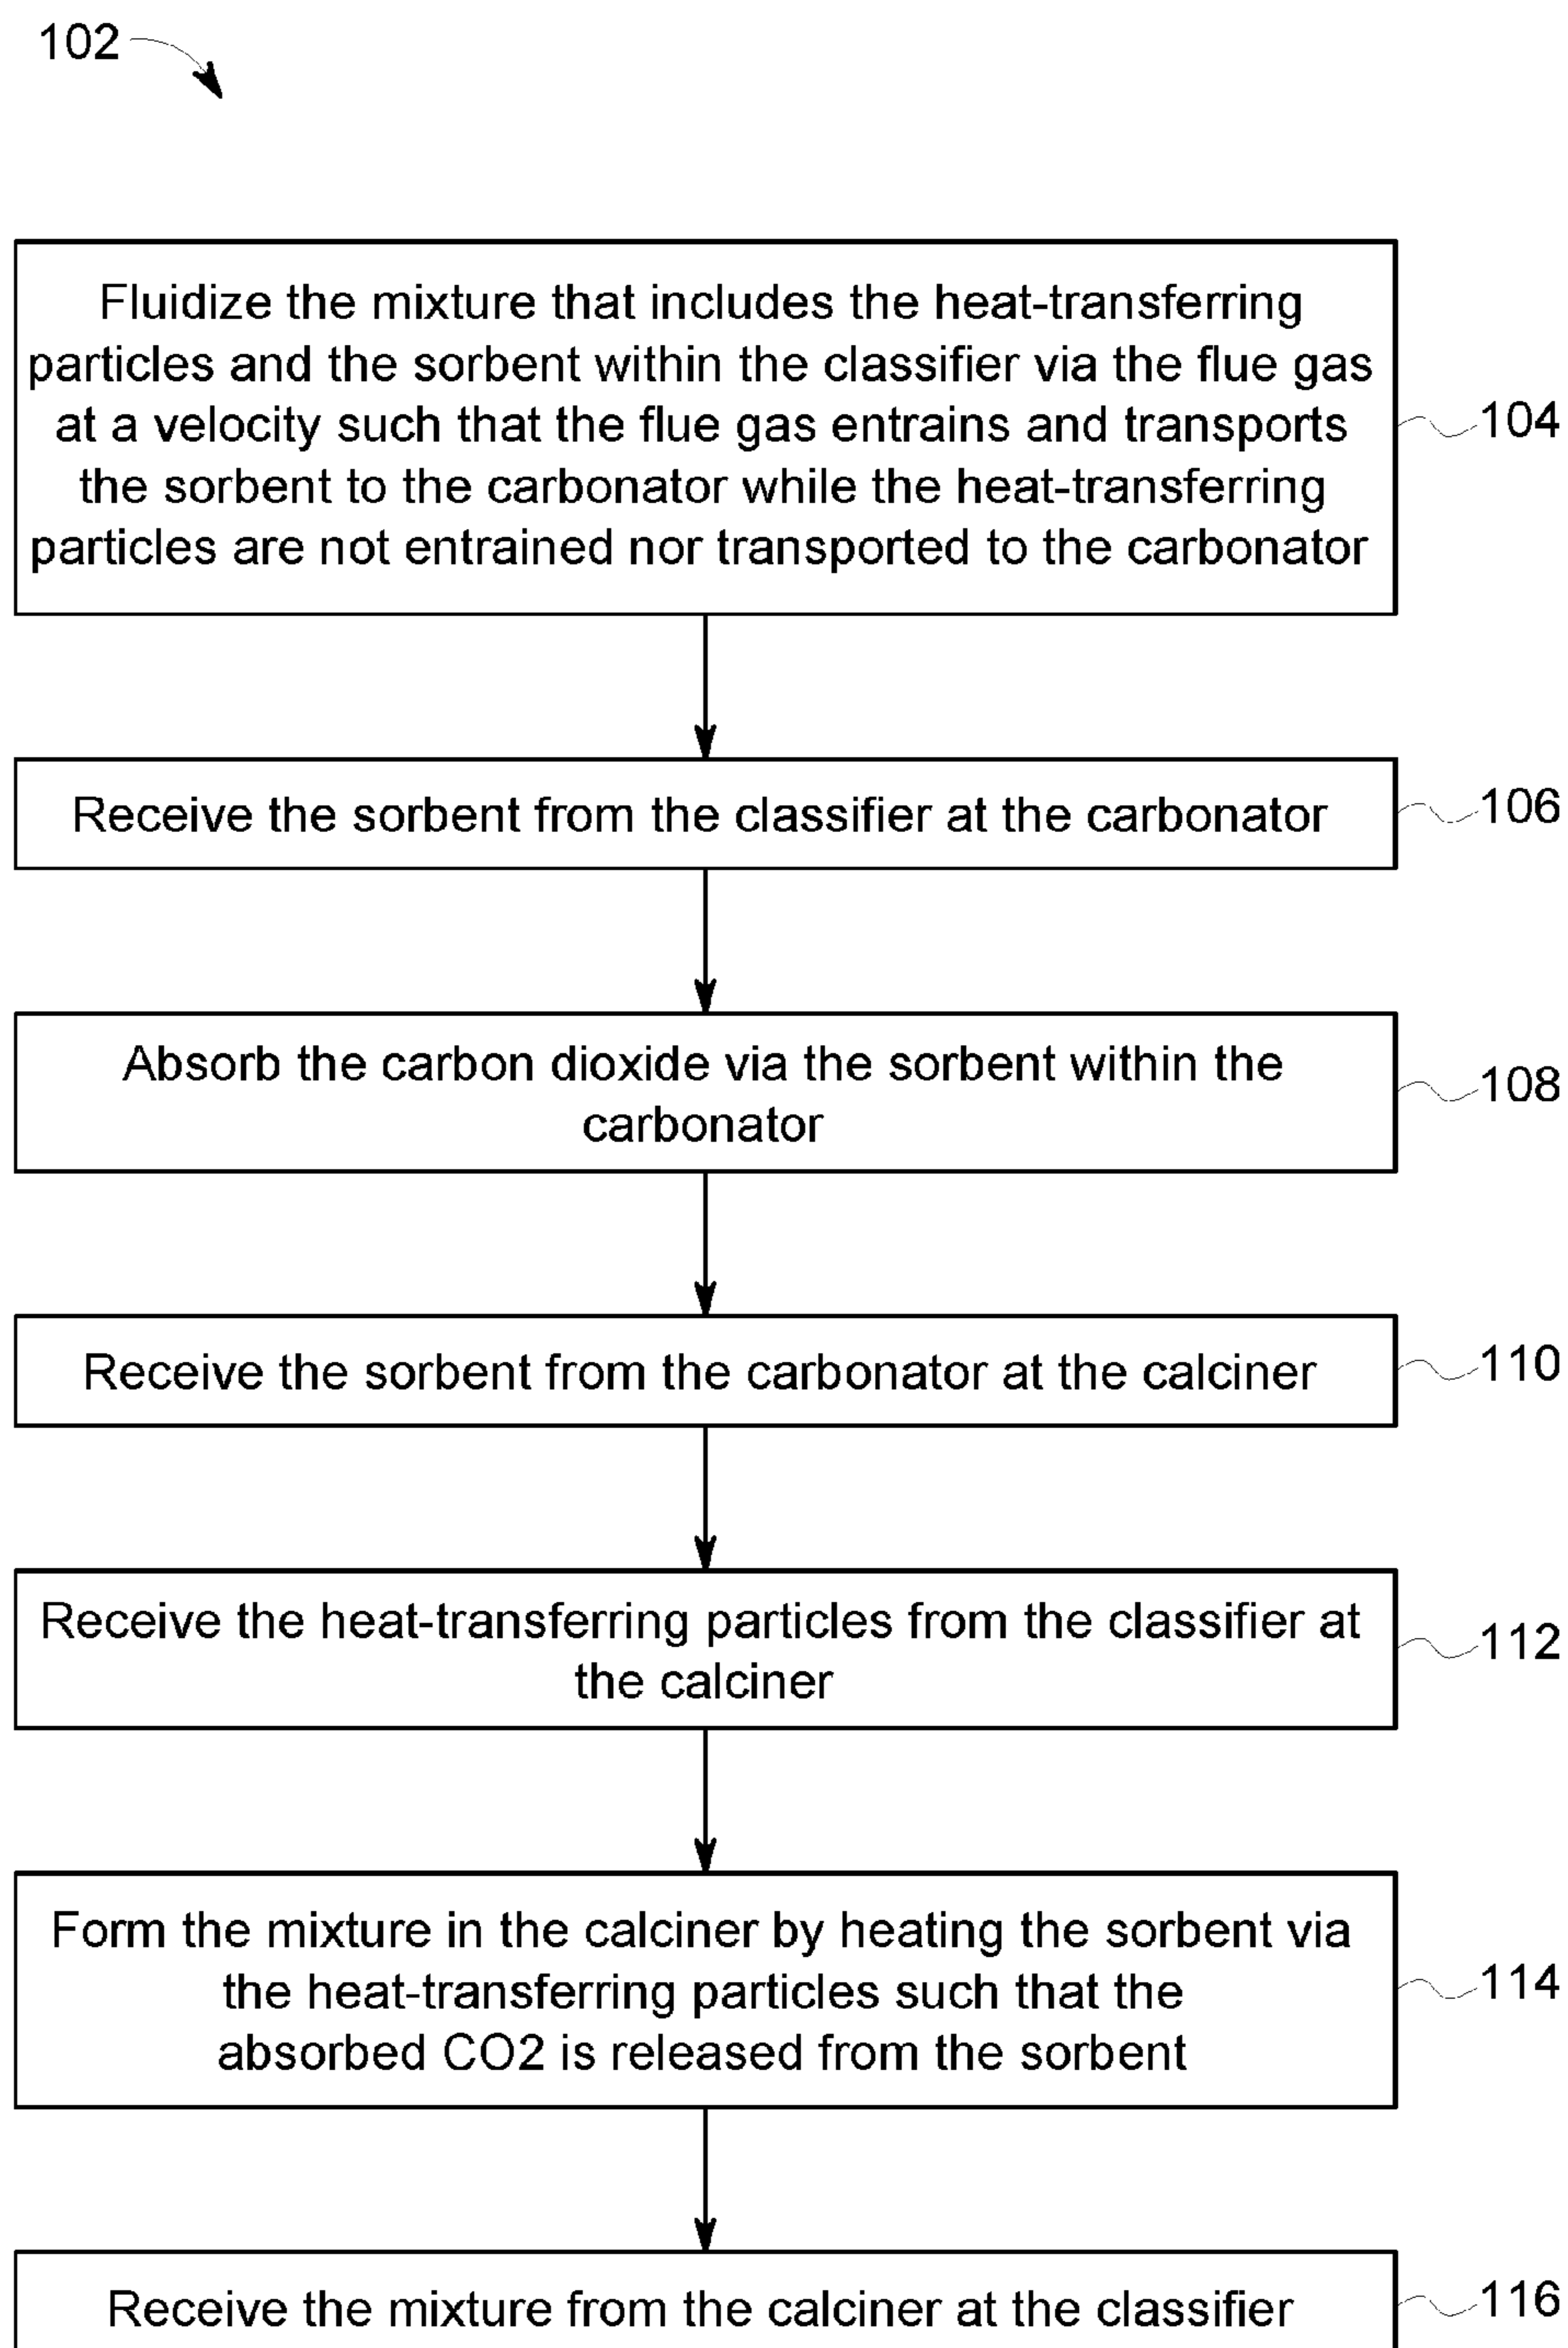 102
Fluidize the mixture that includes the heat-transferring
particles and the sorbent within the classifier via the flue gas
at a velocity such that the flue gas entrains and transports
the sorbent to the carbonator while the heat-transferring
particles are not entrained nor transported to the carbonator
104
Receive the sorbent from the classifier at the carbonator
106
Absorb the carbon dioxide via the sorbent within the
carbonator
108
Receive the sorbent from the carbonator at the calciner
110
Receive the heat-transferring particles from the classifier at
the calciner
112
Form the mixture in the calciner by heating the sorbent via
the heat-transferring particles such that the
absorbed CO2 is released from the sorbent
114
Receive the mixture from the calciner at the classifier
116